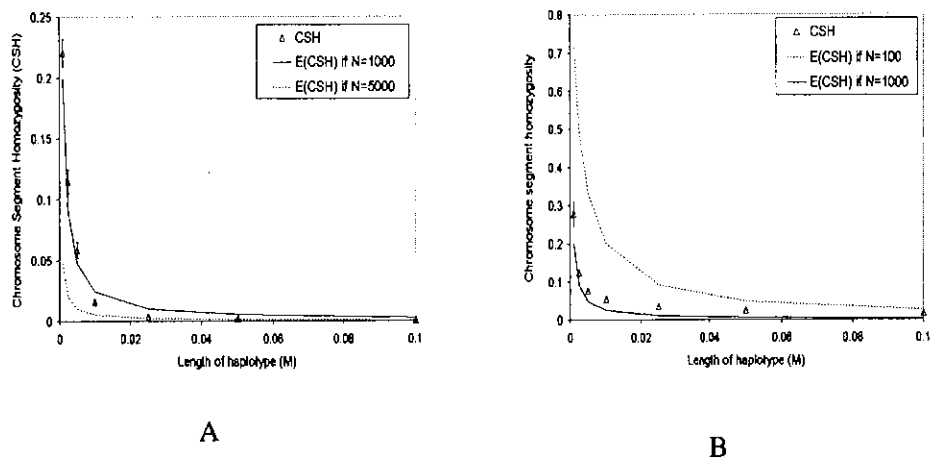 0.25
0.2
0.15
0.1
0.05
0
Chromosome Segment Homozygosity (CSH)
CSH
E(CSH) if N=1000
E(CSH) if N=5000
0 0.02 0.04 0.06 0.08 0.1
Length of haplotype (M)
A
0.8
0.7
0.6
0.5
0.4
0.3
0.2
0.1
0
Chromosome segment homozygosity
CSH
E(CSH) if N=100
E(CSH) if N=1000
0 0.02 0.04 0.06 0.08 0.1
Length of haplotype (M)
B